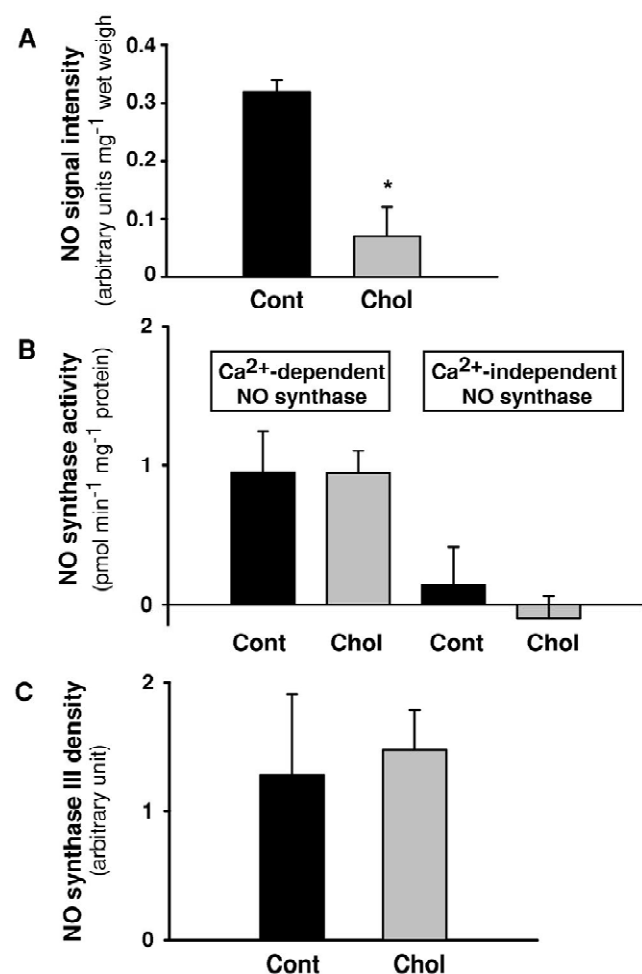 A
NO signal intensity
(arbitrary units mg-1 wet weigh
0.4
0.3
0.2
0.1
0
*
Cont Chol
B
NO synthase activity
(pmol min-1 mg-1 protein)
2
1
0
Ca2+-dependent
NO synthase
Ca2+-independent
NO synthase
Cont Chol Cont Chol
C
NO synthase III density
(arbitrary unit)
2
1
0
Cont Chol